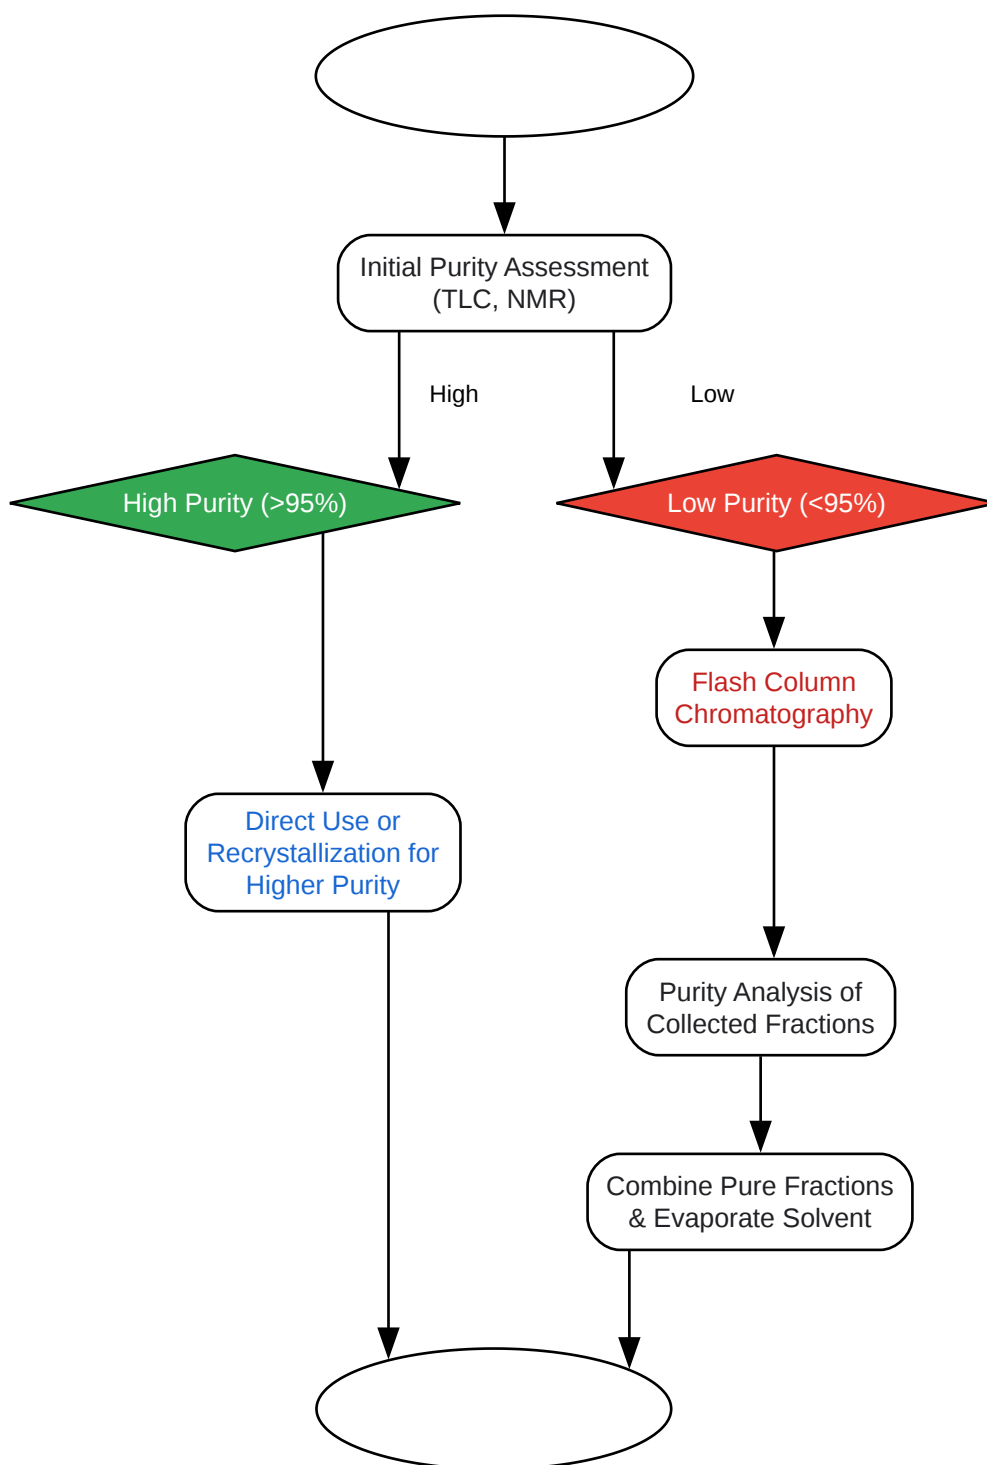 Initial Purity Assessment
(TLC, NMR)
High
Low
High Purity (>95%)
Low Purity (<95%)
Flash Column
Chromatography
Direct Use or
Recrystallization for
Higher Purity
Purity Analysis of
Collected Fractions
Combine Pure Fractions
& Evaporate Solvent